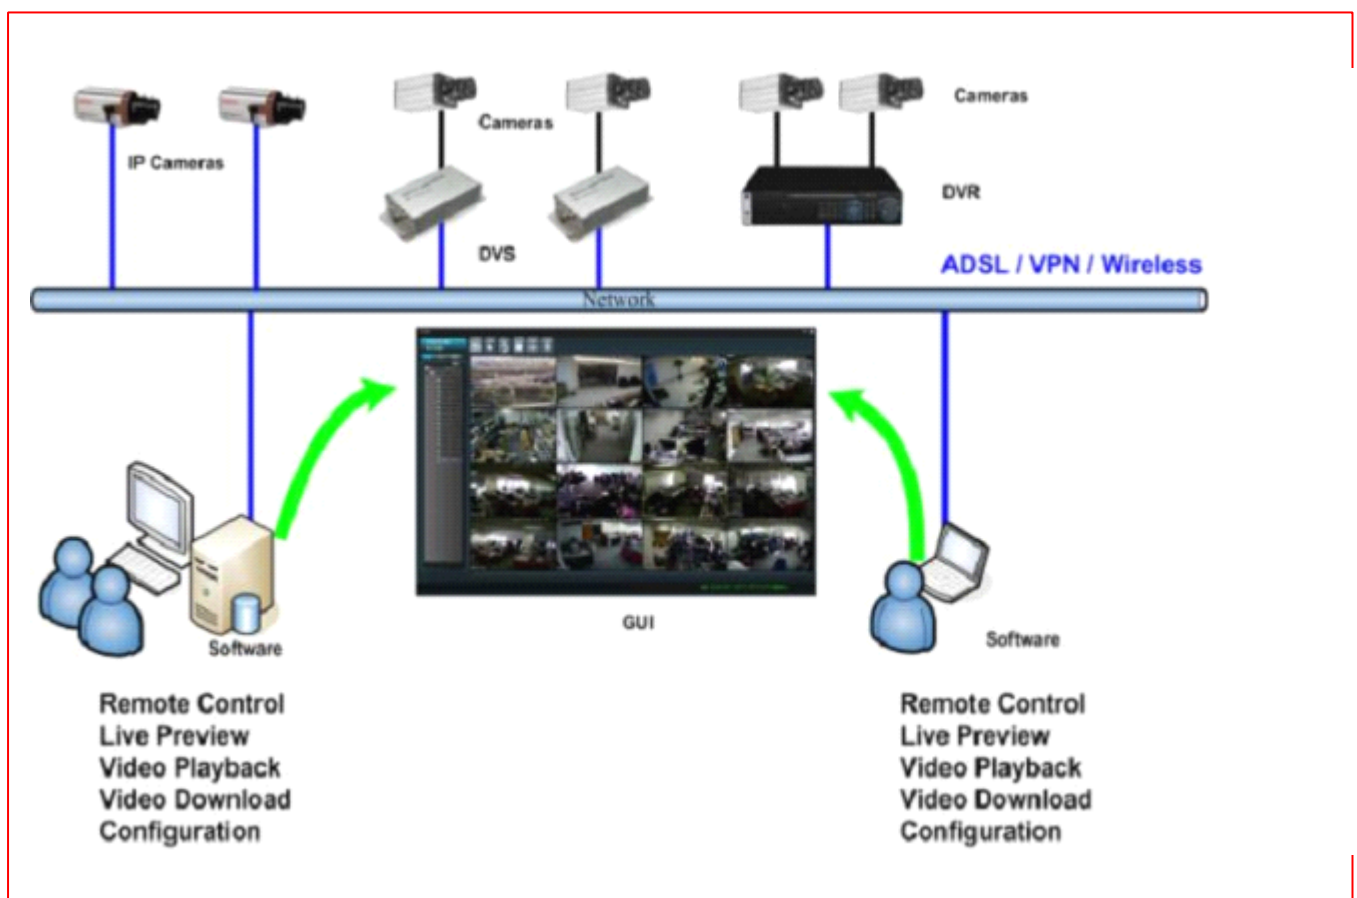 Cameras
Cameras
IP Cameras
DVR
DVS
ADSL / VPN / Wireless
Network
GUI
Software
Software
Remote Control
Live Preview
Video Playback
Video Download
Configuration
Remote Control
Live Preview
Video Playback
Video Download
Configuration